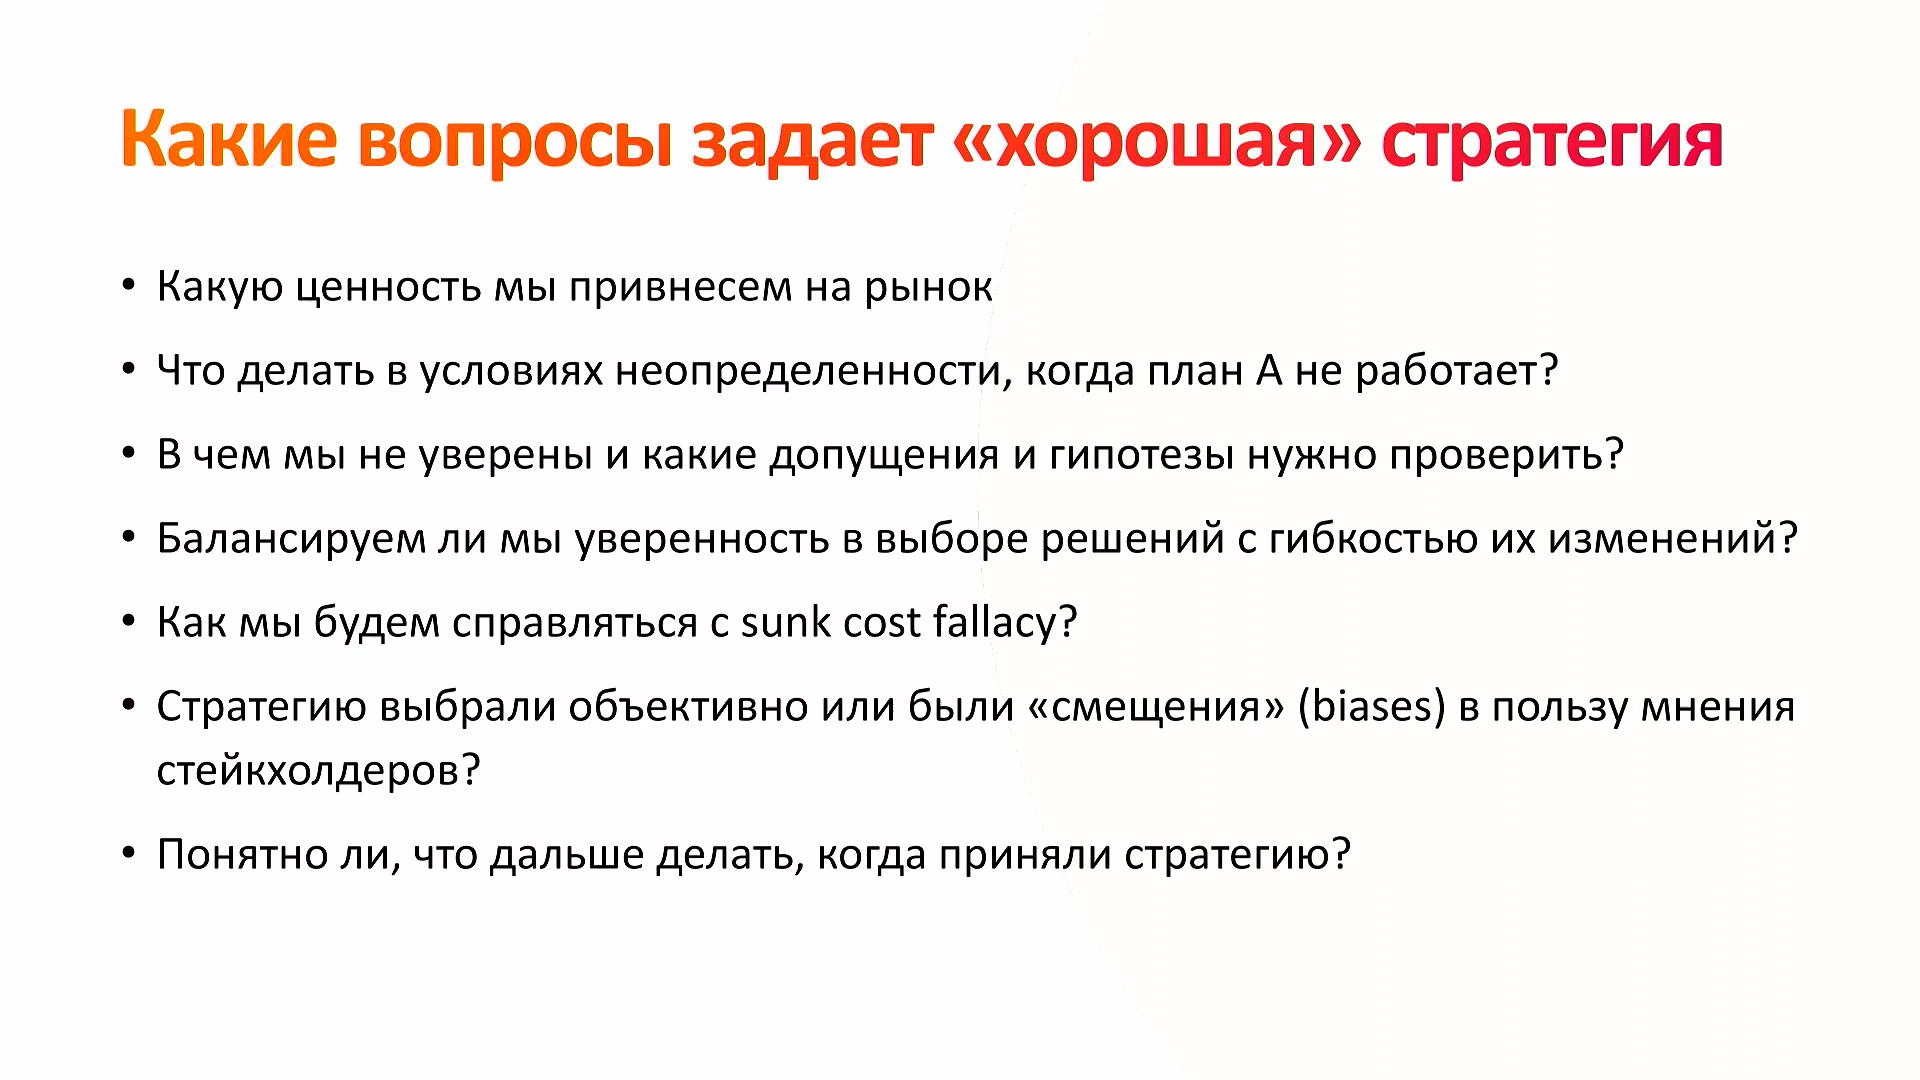 Какие вопросы задает «хорошая» стратегия
• Какую ценность мы привнесем на рынок
• Что делать в условиях неопределенности, когда план А не работает?
• В чем мы не уверены и какие допущения и гипотезы нужно проверить?
• Балансируем ли мы уверенность в выборе решений с гибкостью их изменений?
• Как мы будем справляться с sunk cost fallacy?
• Стратегию выбрали объективно или были «смещения» (biases) в пользу мнения
стейкхолдеров?
• Понятно ли, что дальше делать, когда приняли стратегию?